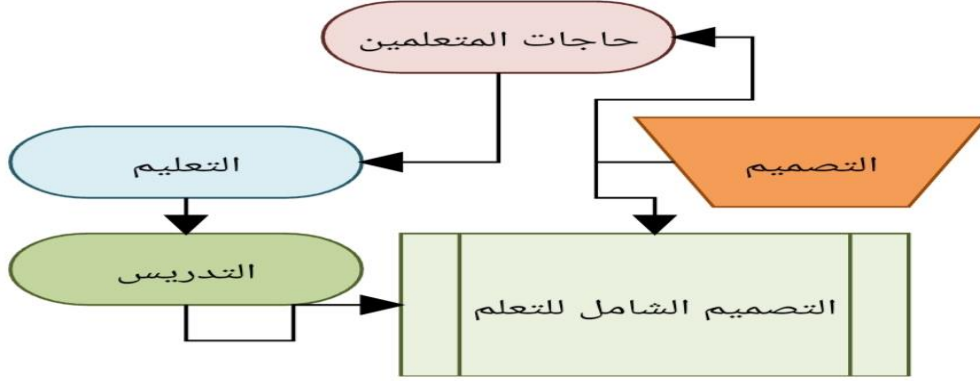 حاجات المتعلمين
التعليم
التصميم
التدريس
التصميم الشامل للتعلم